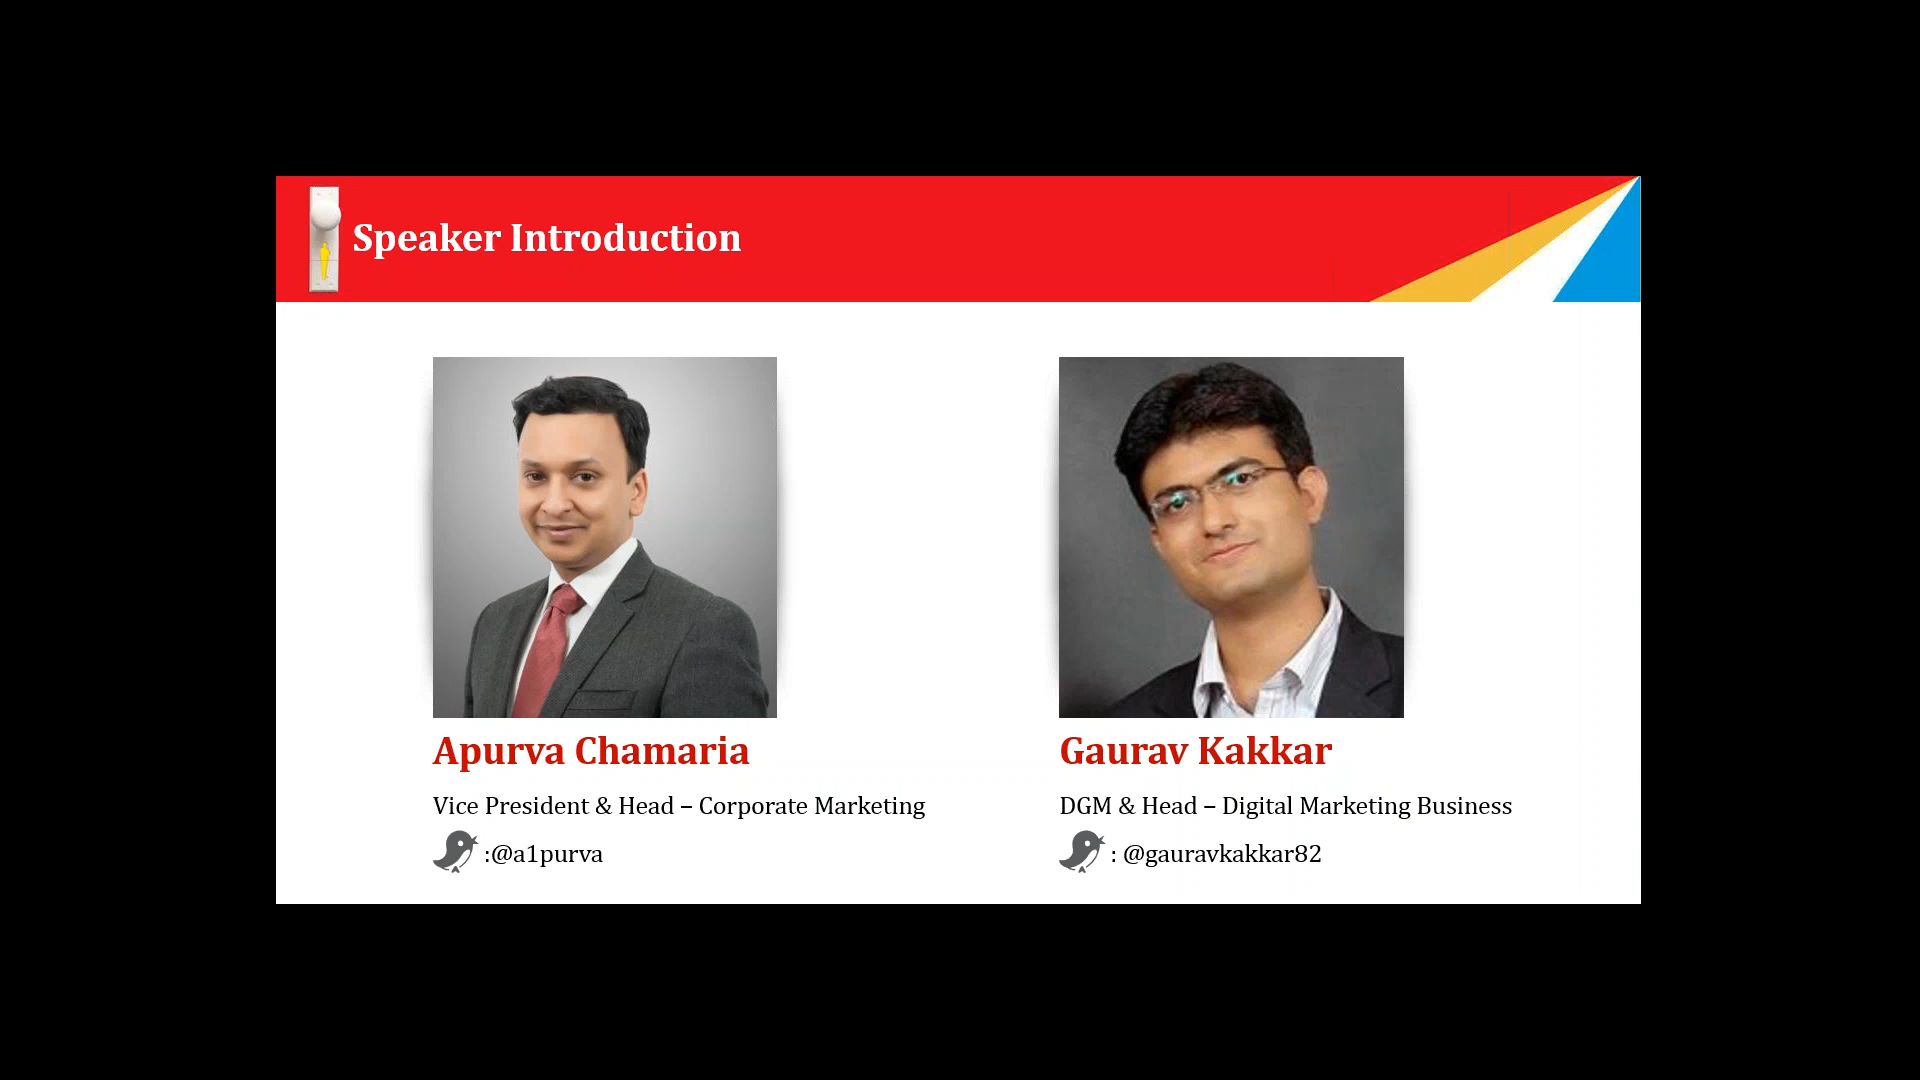 Speaker Introduction
Apurva Chamaria
Vice President & Head – Corporate Marketing
:@a1purva
Gaurav Kakkar
DGM & Head – Digital Marketing Business
: @gauravkakkar82